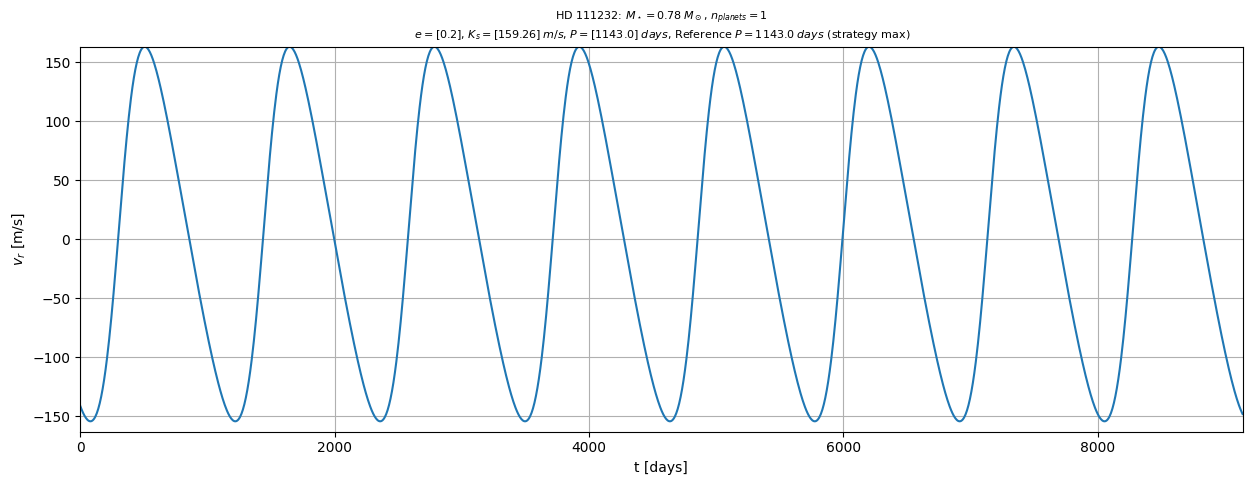 HD 111232: M⋆ = 0.78 M⊙, nplanets = 1
e = [0.2], Ks = [159.26] m/s, P = [1143.0] days, Reference P = 1143.0 days (strategy max)
150
100
50
0
−50
−100
−150
vr [m/s]
0 2000 4000 6000 8000
t [days]